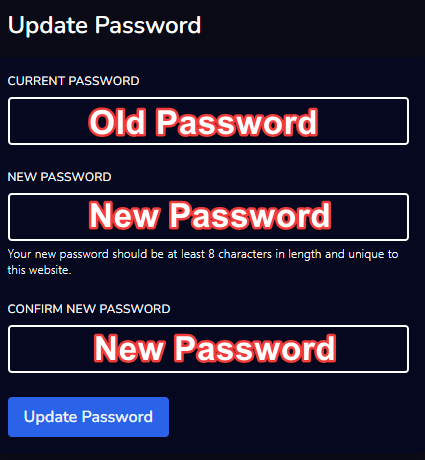 Update Password
CURRENT PASSWORD
Old Password
NEW PASSWORD
New Password
Your new password should be at least 8 characters in length and unique to
this website.
CONFIRM NEW PASSWORD
New Password
Update Password